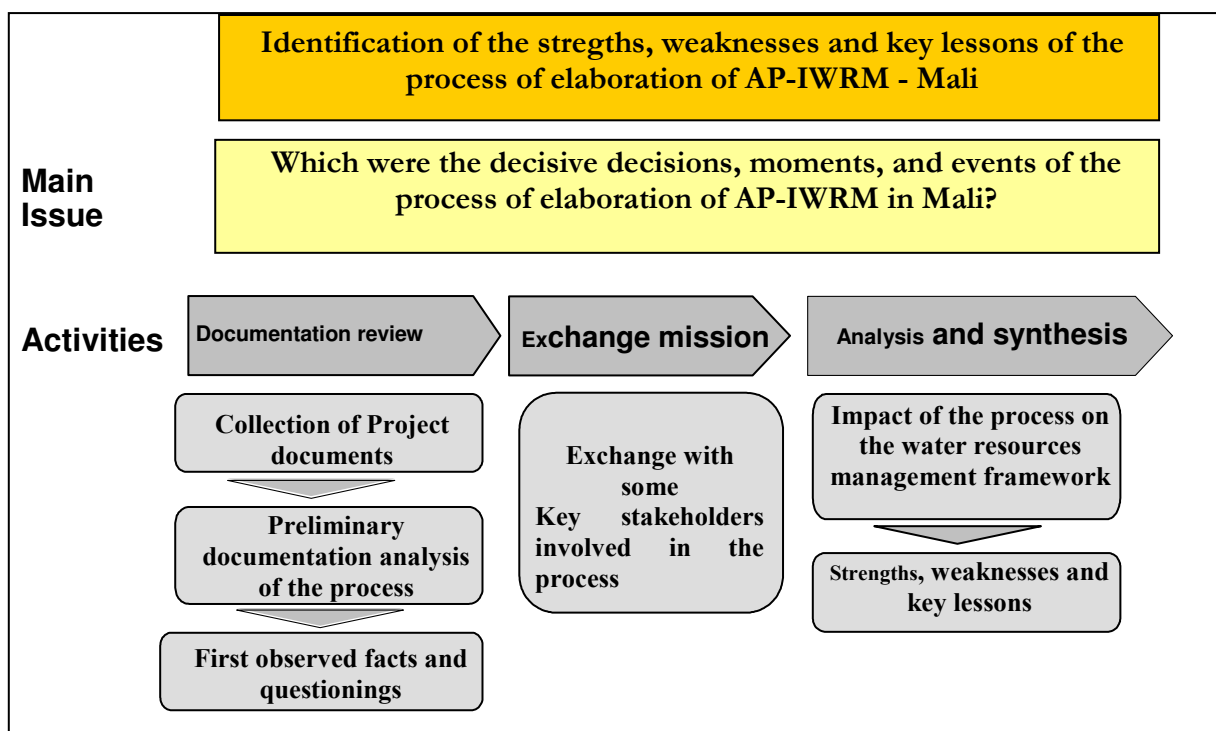 Identification of the stregths, weaknesses and key lessons of the
process of elaboration of AP-IWRM - Mali
Main
Issue
Which were the decisive decisions, moments, and events of the
process of elaboration of AP-IWRM in Mali?
Activities
Documentation review
Exchange mission
Analysis and synthesis
Collection of Project
documents
Preliminary
documentation analysis
of the process
First observed facts and
questionings
Exchange with
some
Key stakeholders
involved in the
process
Impact of the process on
the water resources
management framework
Strengths, weaknesses and
key lessons